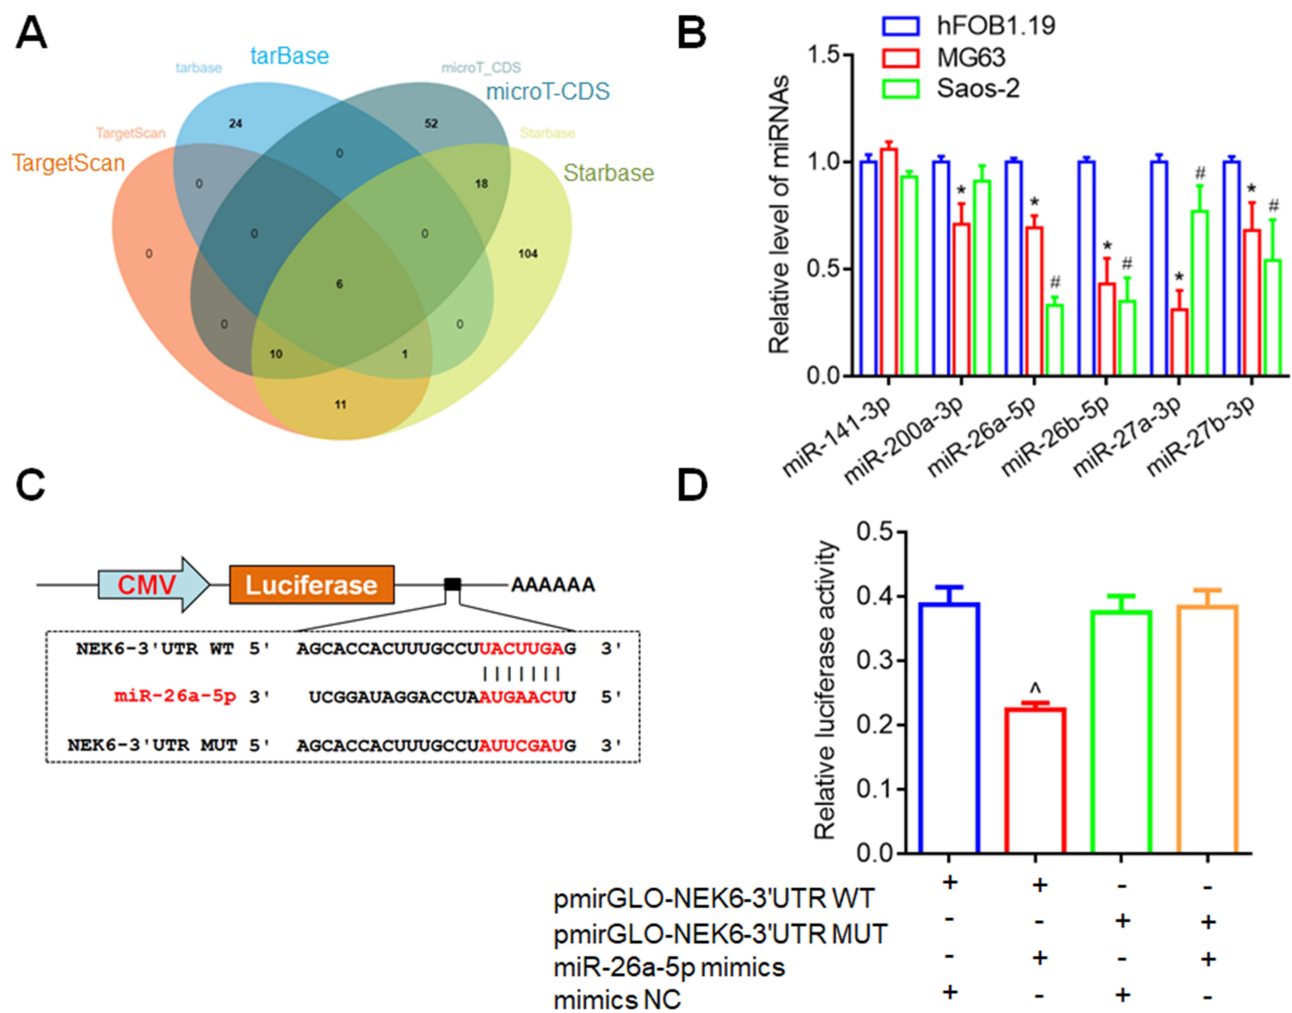 A
tarBase
tarbase
microT_CDS
microT-CDS
TargetScan
TargetScan
Starbase
Starbase
24
52
0
0
18
0
0
0
104
6
0
0
10
1
11
B
hFOB1.19
MG63
Saos-2
Relative level of miRNAs
1.5
1.0
0.5
0.0
* * # * # * # * #
miR-141-3p
miR-200a-3p
miR-26a-5p
miR-26b-5p
miR-27a-3p
miR-27b-3p
C
CMV Luciferase AAAAAA
NEK6-3'UTR WT 5' AGCACCACUUUGCCUUACUUGAG 3'
miR-26a-5p 3' UCGGAUAGGACCUAAUGAACUU 5'
NEK6-3'UTR MUT 5' AGCACCACUUUGCCUAUUCGAUG 3'
D
Relative luciferase activity
0.5
0.4
0.3
0.2
0.1
0.0
^
pmirGLO-NEK6-3'UTR WT + + - -
pmirGLO-NEK6-3'UTR MUT - - + +
miR-26a-5p mimics - + - +
mimics NC + - + -